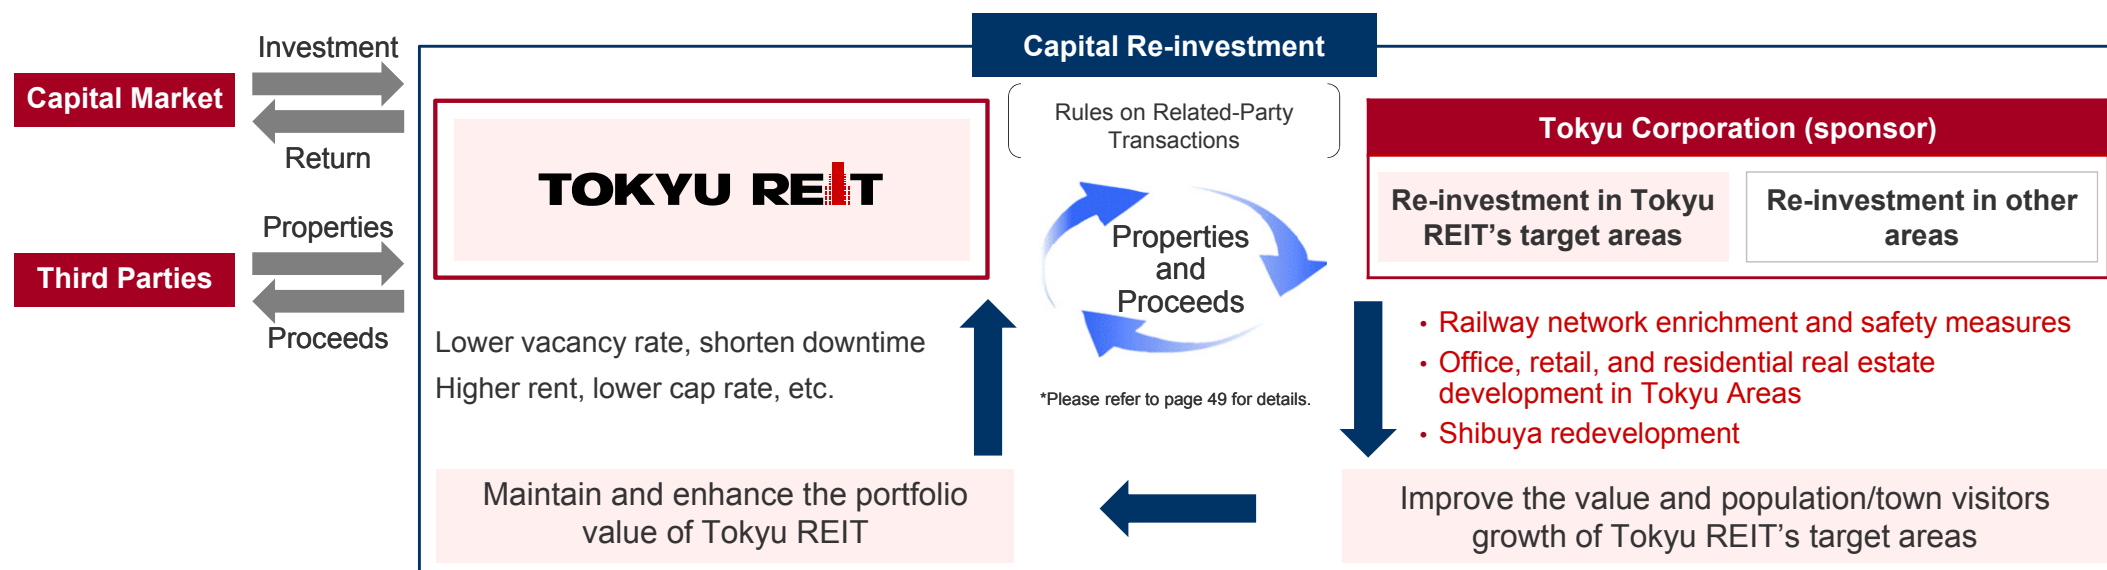 Capital Re-investment
Investment
Capital Market
Return
Properties
Third Parties
Proceeds
TOKYU REIT
Rules on Related-Party
Transactions
Properties
and
Proceeds
*Please refer to page 49 for details.
Tokyu Corporation (sponsor)
Re-investment in Tokyu
REIT’s target areas
Re-investment in other
areas
• Railway network enrichment and safety measures
• Office, retail, and residential real estate
development in Tokyu Areas
• Shibuya redevelopment
Lower vacancy rate, shorten downtime
Higher rent, lower cap rate, etc.
Maintain and enhance the portfolio
value of Tokyu REIT
Improve the value and population/town visitors
growth of Tokyu REIT’s target areas